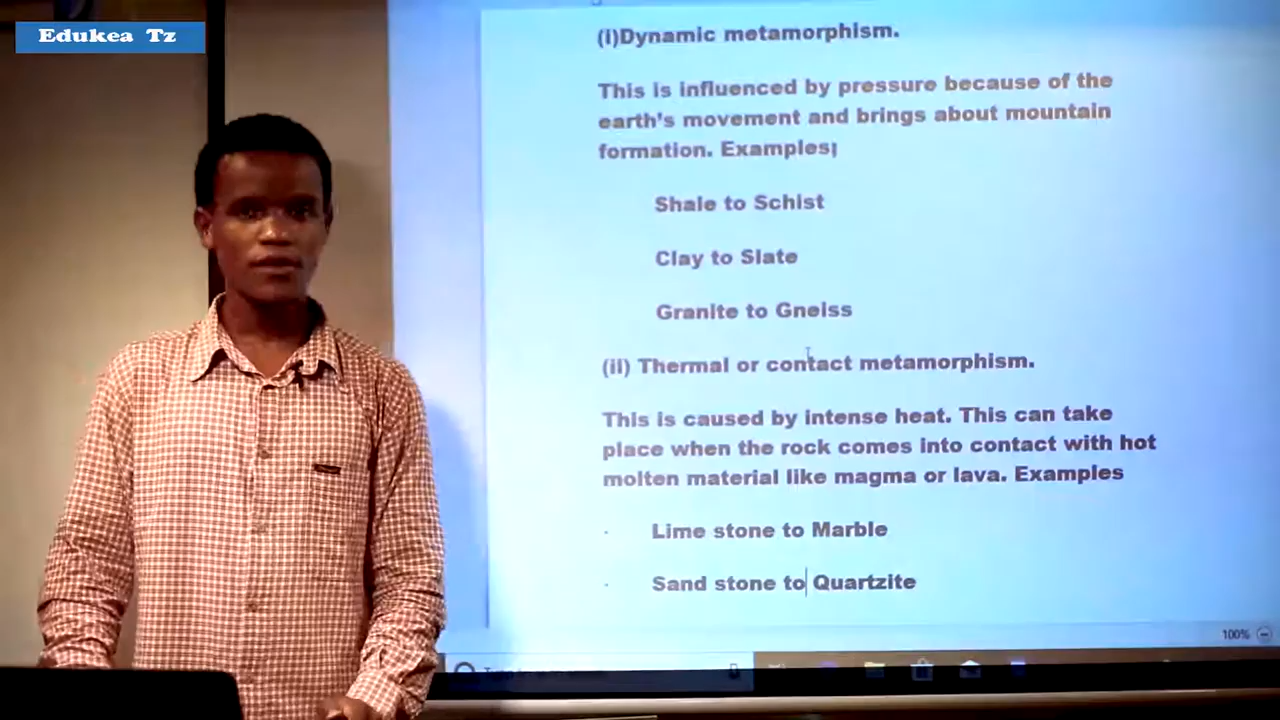 Edukea Tz
(i)Dynamic metamorphism.
This is influenced by pressure because of the
earth's movement and brings about mountain
formation. Examples;
Shale to Schist
Clay to Slate
Granite to Gneiss
(ii) Thermal or contact metamorphism.
This is caused by intense heat. This can take
place when the rock comes into contact with hot
molten material like magma or lava. Examples
· Lime stone to Marble
· Sand stone to Quartzite
100%